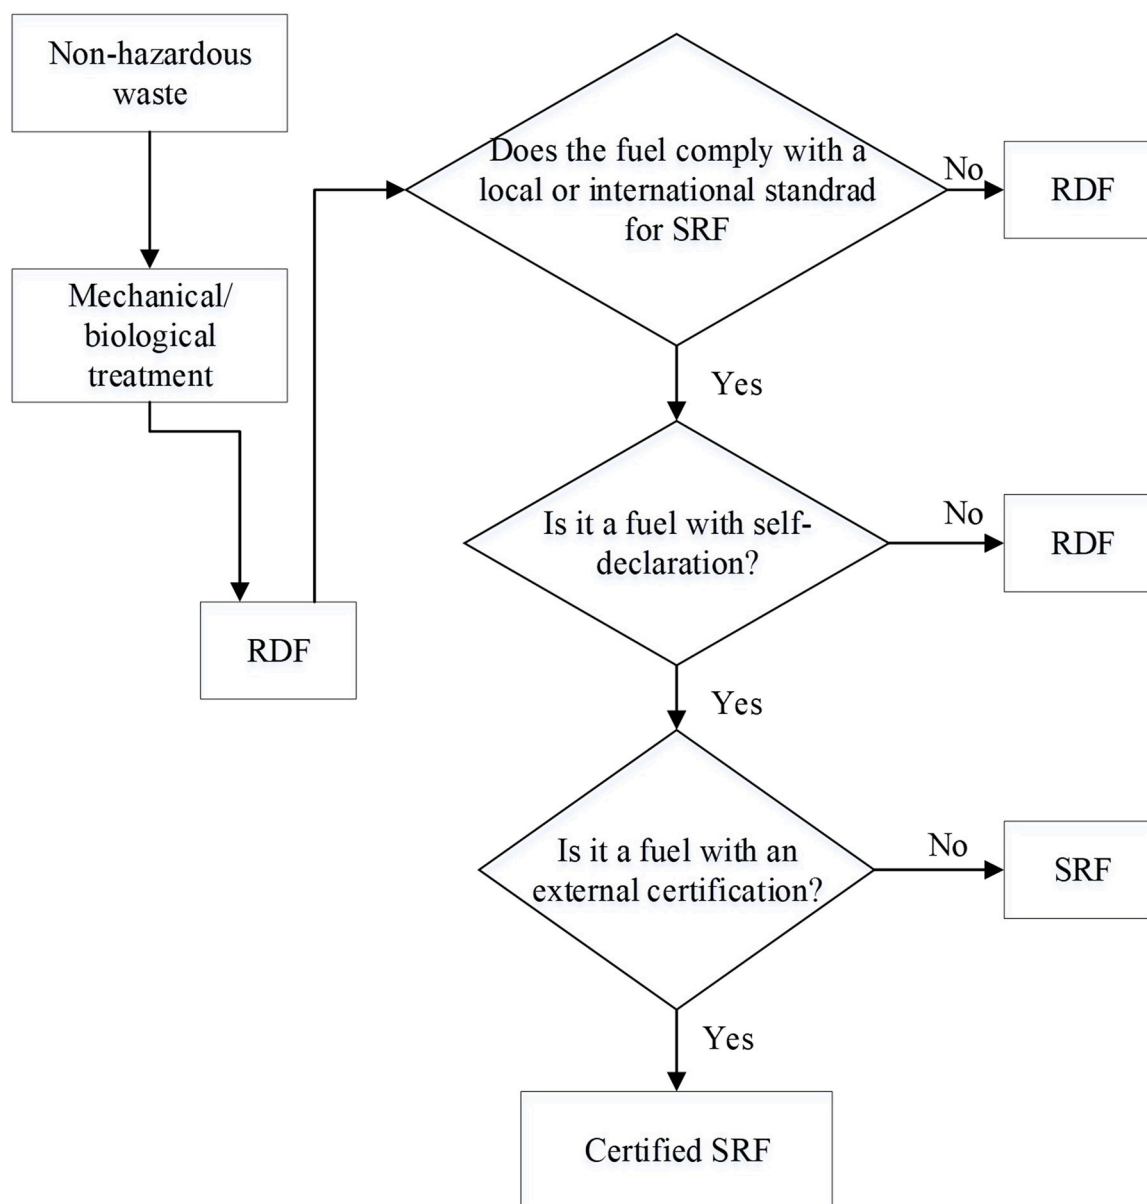 Non-hazardous
waste
Mechanical/
biological
treatment
RDF
Does the fuel comply with a
local or international standrad
for SRF
No
RDF
Yes
Is it a fuel with self-
declaration?
No
RDF
Yes
Is it a fuel with an
external certification?
No
SRF
Yes
Certified SRF